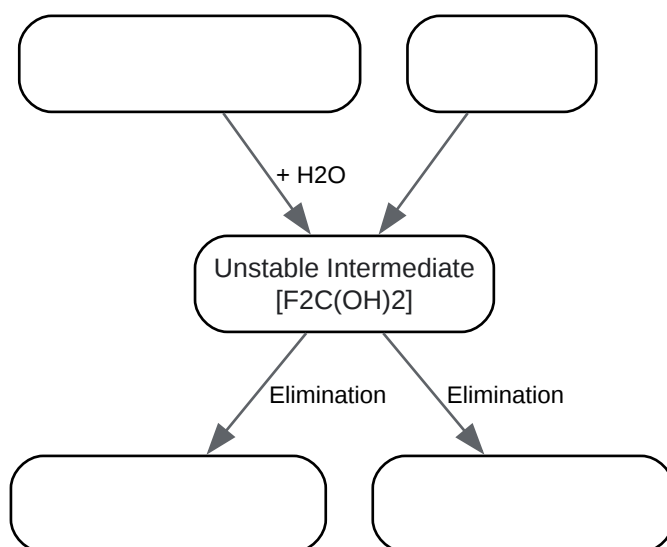 + H2O
Unstable Intermediate
[F2C(OH)2]
Elimination
Elimination